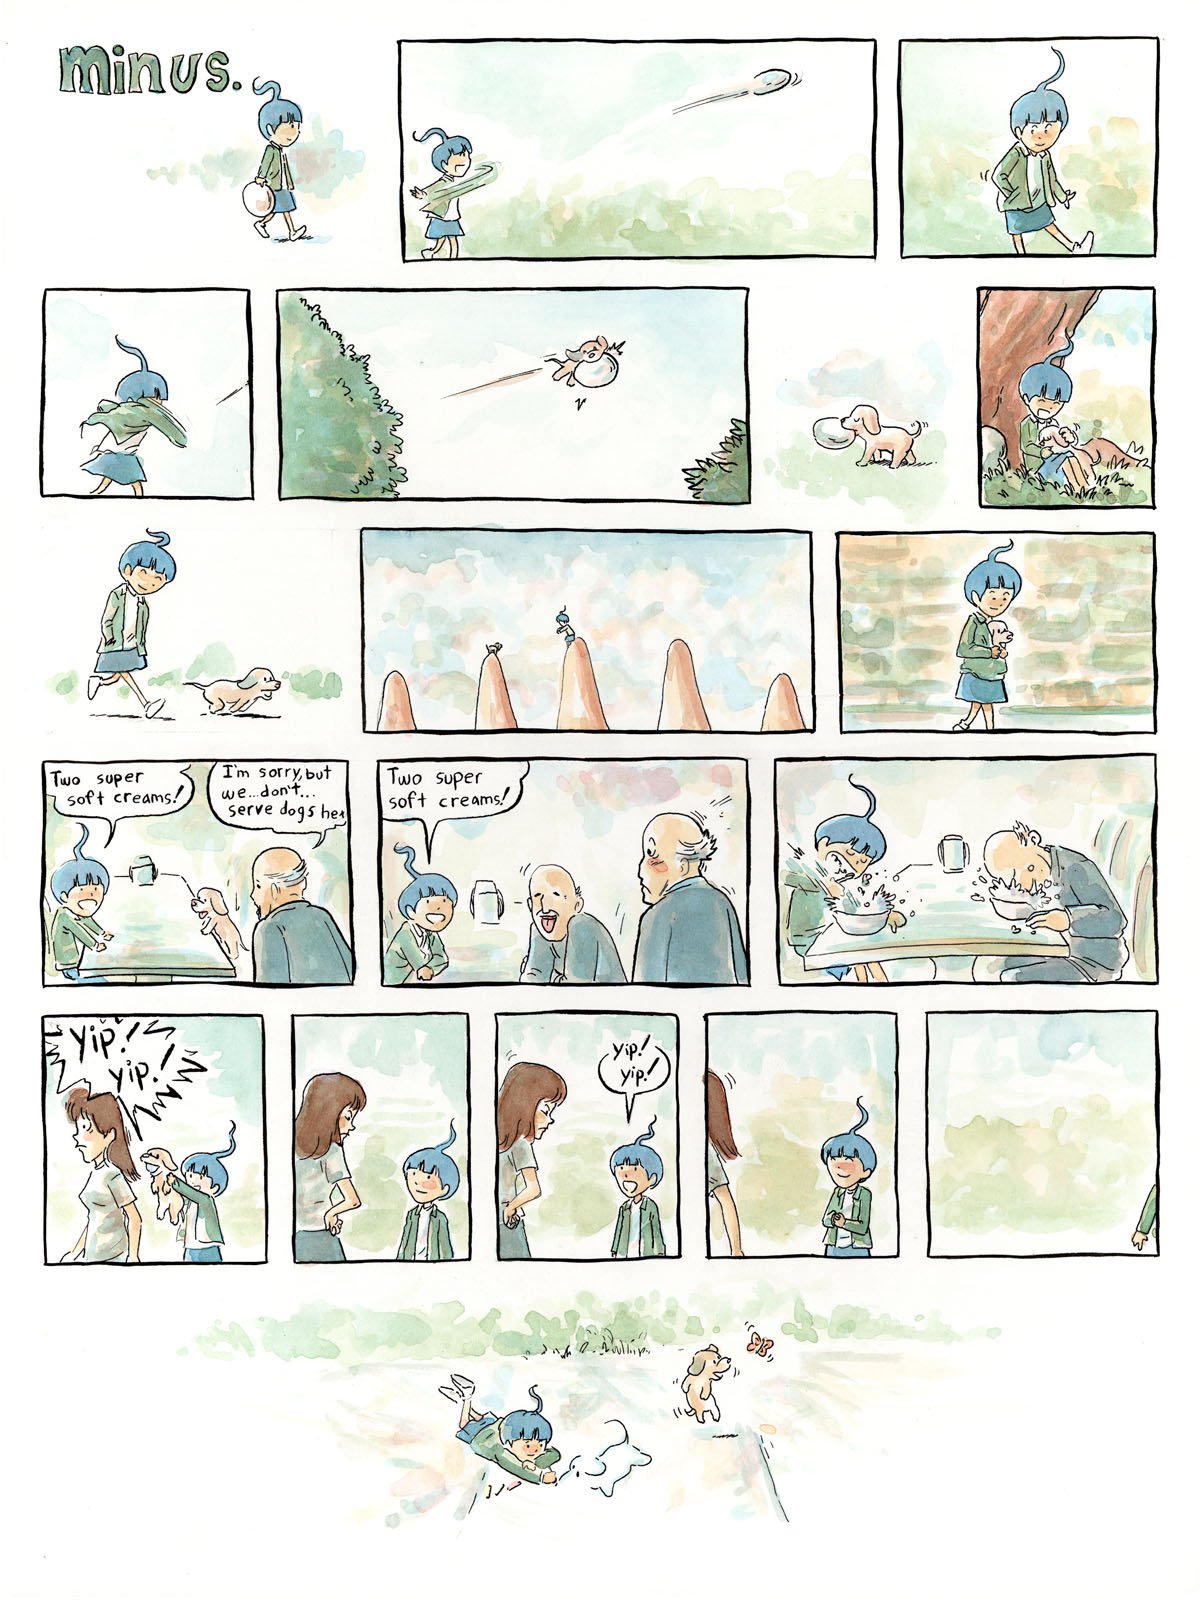 minus.
Two super
soft creams!
I'm sorry, but
we...don't...
serve dogs he
Two super
soft creams!
Yip!
yip!
yip!
yip!